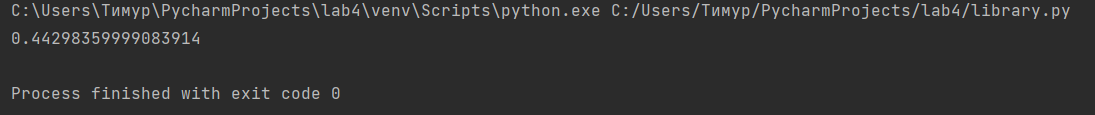 C:\Users\Тимур\PycharmProjects\lab4\venv\Scripts\python.exe C:/Users/Тимур/PycharmProjects/lab4/library.py
0.44298359999083914
Process finished with exit code 0